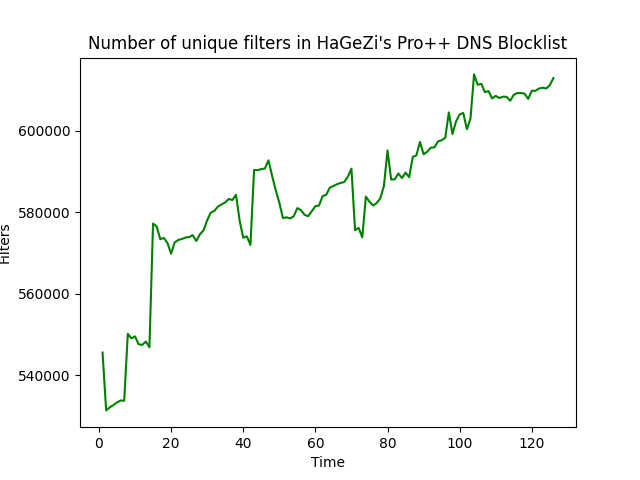 Number of unique filters in HaGeZi's Pro++ DNS Blocklist
Filters
600000
580000
560000
540000
0 20 40 60 80 100 120
Time